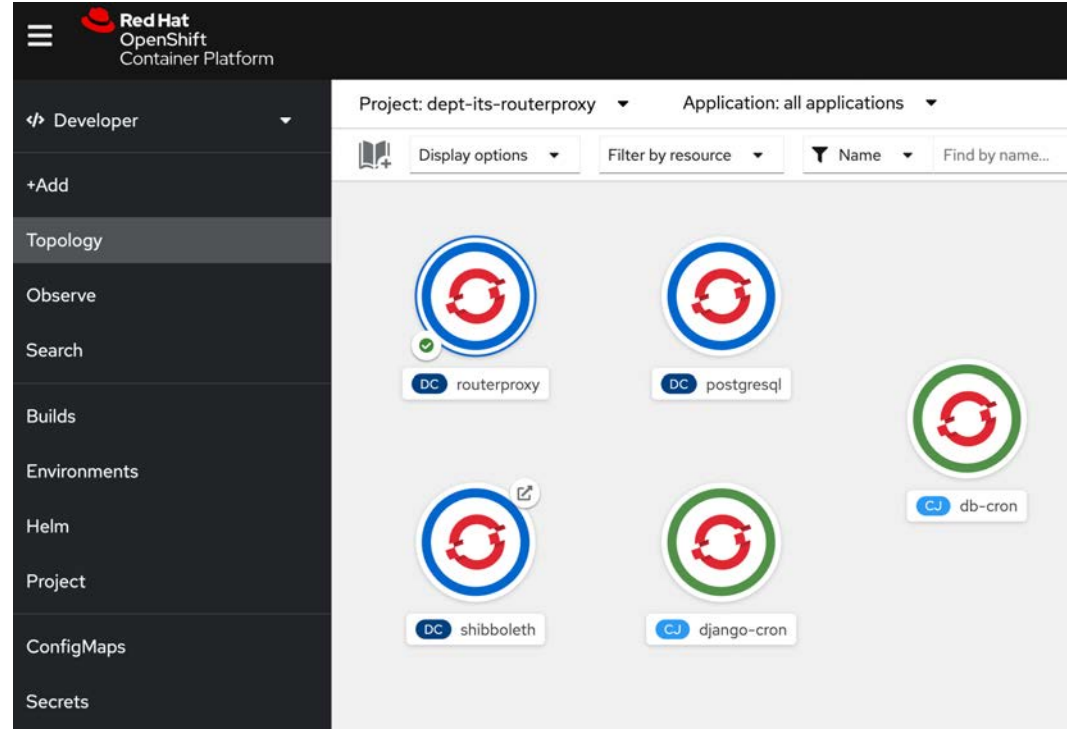 Red Hat
OpenShift
Container Platform
</> Developer
+Add
Topology
Observe
Search
Builds
Environments
Helm
Project
ConfigMaps
Secrets
Project: dept-its-routerproxy Application: all applications
Display options Filter by resource Name Find by name...
DC routerproxy
DC postgresql
CJ db-cron
DC shibboleth
CJ django-cron